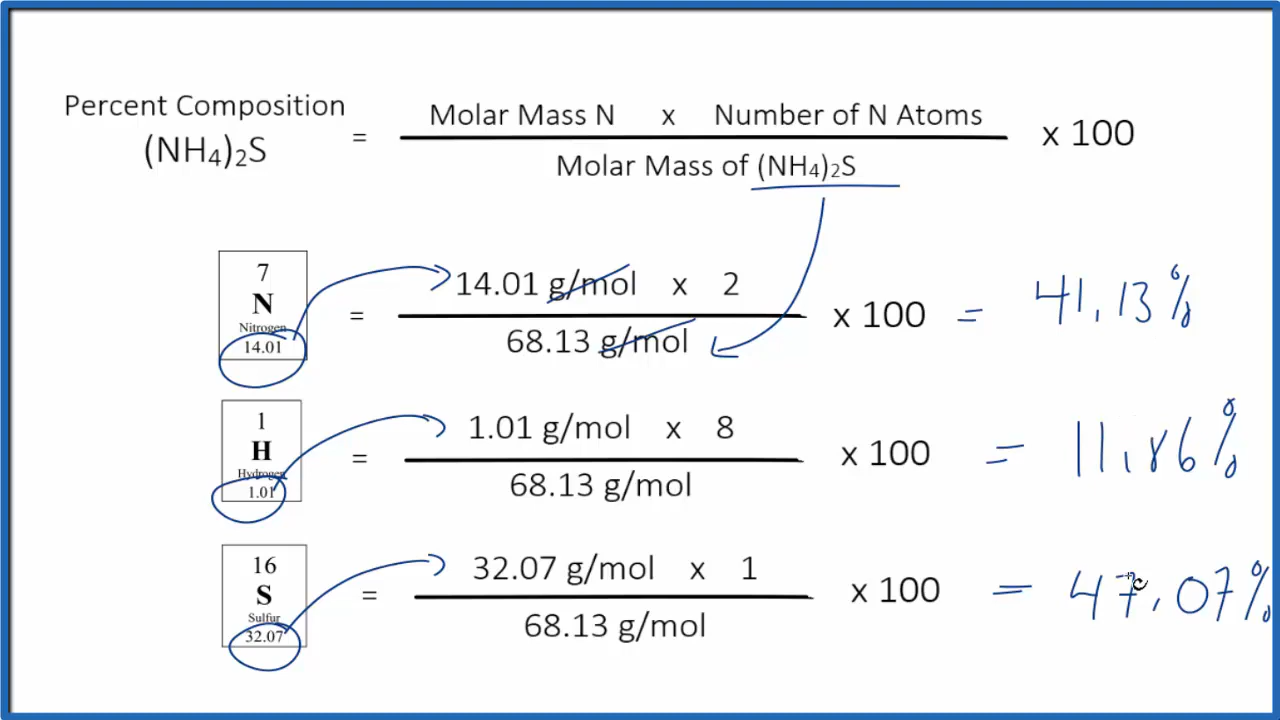 Percent Composition
(NH₄)₂S
=
Molar Mass N x Number of N Atoms
Molar Mass of (NH₄)₂S
x 100
7
N
Nitrogen
14.01
=
14.01 g/mol x 2
68.13 g/mol
x 100
= 41.13%
1
H
Hydrogen
1.01
=
1.01 g/mol x 8
68.13 g/mol
x 100
= 11.86%
16
S
Sulfur
32.07
=
32.07 g/mol x 1
68.13 g/mol
x 100
= 47.07%